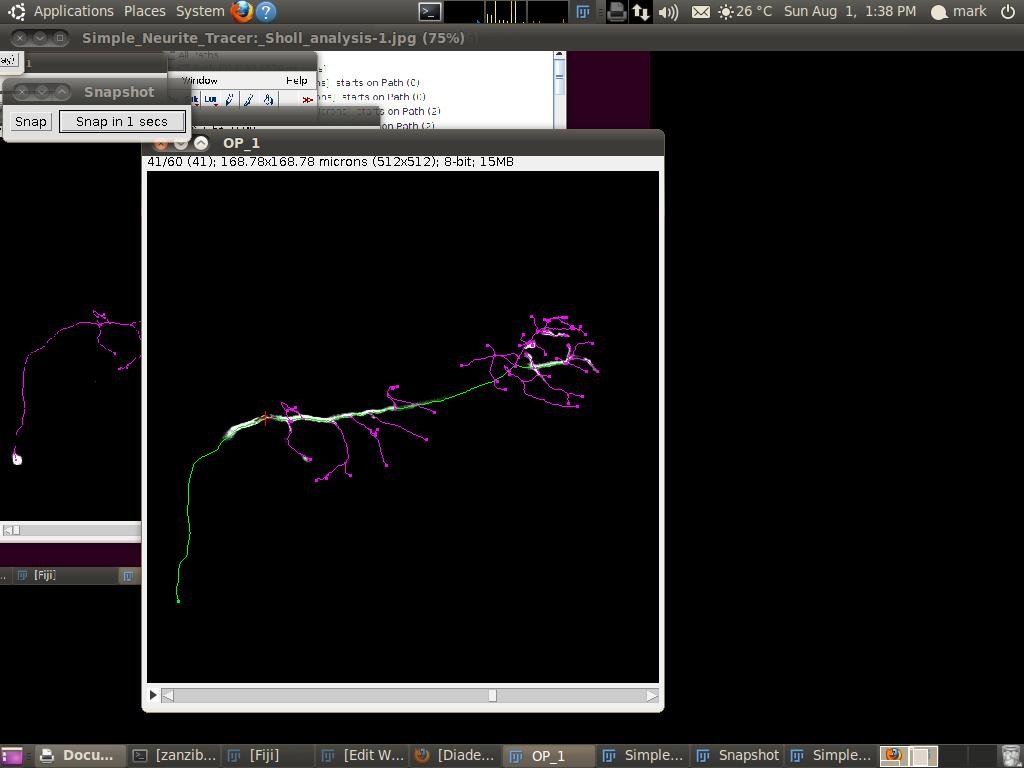 Applications Places System
26 °C Sun Aug 1, 1:38 PM mark
Simple_Neurite_Tracer:_Sholl_analysis-1.jpg (75%)
Window Help
starts on Path (0)
starts on Path (0)
starts on Path (2)
starts on Path (2)
Snapshot
Snap Snap in 1 secs
OP_1
41/60 (41); 168.78x168.78 microns (512x512); 8-bit; 15MB
[Fiji]
Docu... [zanzib... [Fiji] [Edit W... [Diade... OP_1 Simple... Snapshot Simple...